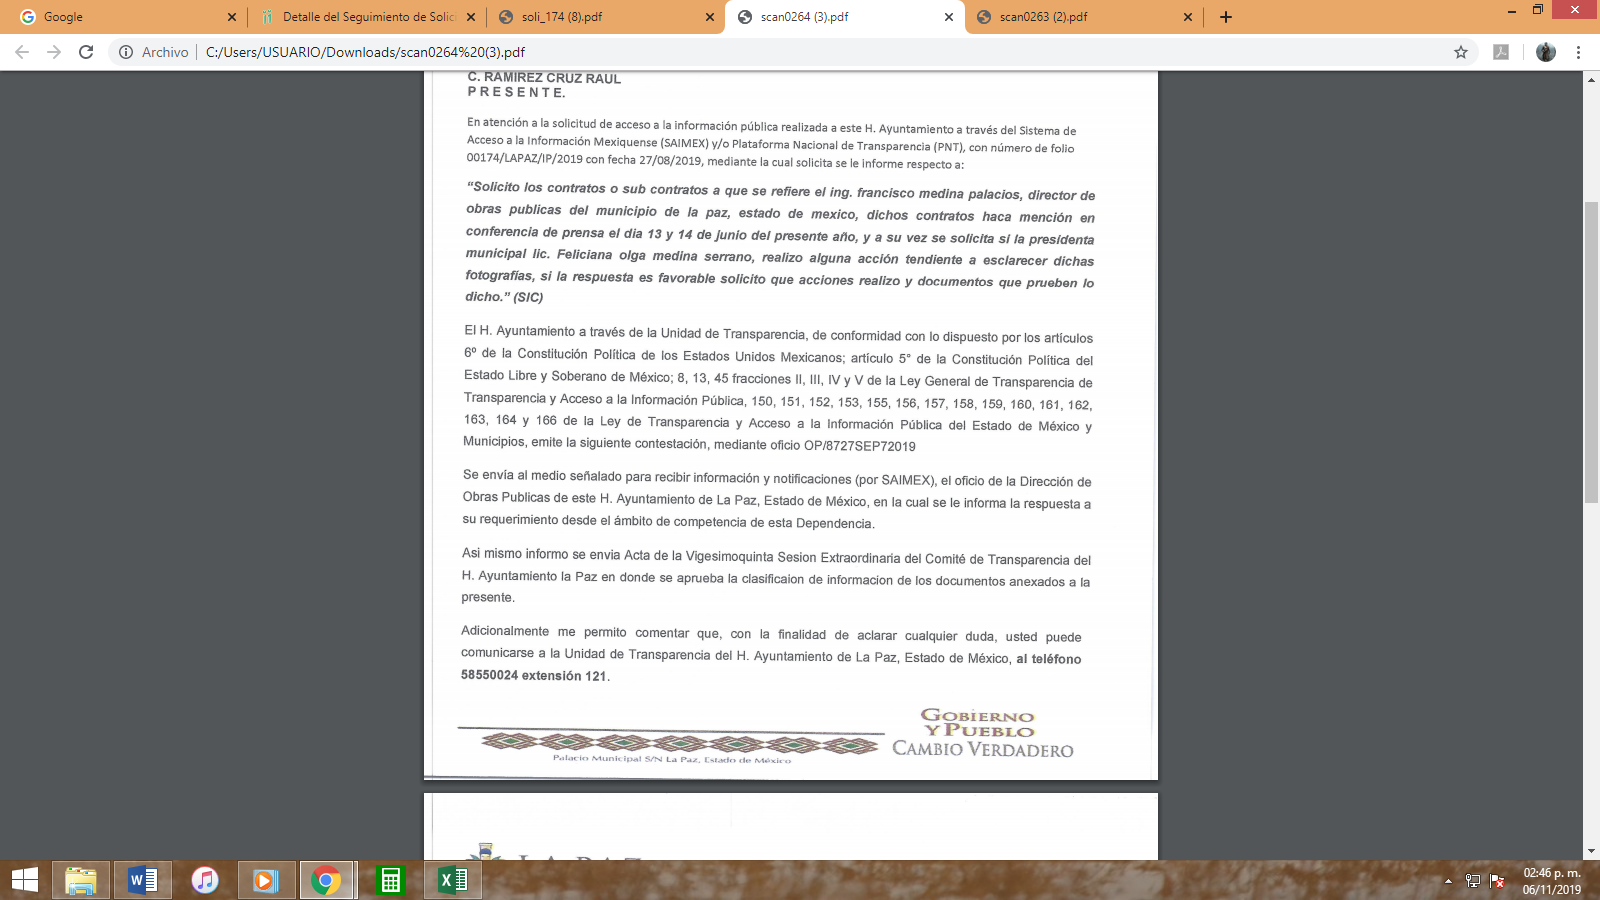 Google
Detalle del Seguimiento de Solici
soli_174 (8).pdf
scan0264 (3).pdf
scan0263 (2).pdf
Archivo
C:/Users/USUARIO/Downloads/scan0264%20(3).pdf
C. RAMIREZ CRUZ RAUL
P R E S E N T E.
En atención a la solicitud de acceso a la información pública realizada a este H. Ayuntamiento a través del Sistema de
Acceso a la Información Mexiquense (SAIMEX) y/o Plataforma Nacional de Transparencia (PNT), con número de folio
00174/LAPAZ/IP/2019 con fecha 27/08/2019, mediante la cual solicita se le informe respecto a:
“Solicito los contratos o sub contratos a que se refiere el ing. francisco medina palacios, director de
obras publicas del municipio de la paz, estado de mexico, dichos contratos haca mención en
conferencia de prensa el dia 13 y 14 de junio del presente año, y a su vez se solicita si la presidenta
municipal lic. Feliciana olga medina serrano, realizo alguna acción tendiente a esclarecer dichas
fotografías, si la respuesta es favorable solicito que acciones realizo y documentos que prueben lo
dicho.” (SIC)
El H. Ayuntamiento a través de la Unidad de Transparencia, de conformidad con lo dispuesto por los artículos
6º de la Constitución Política de los Estados Unidos Mexicanos; artículo 5° de la Constitución Política del
Estado Libre y Soberano de México; 8, 13, 45 fracciones II, III, IV y V de la Ley General de Transparencia de
Transparencia y Acceso a la Información Pública, 150, 151, 152, 153, 155, 156, 157, 158, 159, 160, 161, 162,
163, 164 y 166 de la Ley de Transparencia y Acceso a la Información Pública del Estado de México y
Municipios, emite la siguiente contestación, mediante oficio OP/8727SEP72019
Se envía al medio señalado para recibir información y notificaciones (por SAIMEX), el oficio de la Dirección de
Obras Publicas de este H. Ayuntamiento de La Paz, Estado de México, en la cual se le informa la respuesta a
su requerimiento desde el ámbito de competencia de esta Dependencia.
Asi mismo informo se envia Acta de la Vigesimoquinta Sesion Extraordinaria del Comité de Transparencia del
H. Ayuntamiento la Paz en donde se aprueba la clasificaion de informacion de los documentos anexados a la
presente.
Adicionalmente me permito comentar que, con la finalidad de aclarar cualquier duda, usted puede
comunicarse a la Unidad de Transparencia del H. Ayuntamiento de La Paz, Estado de México, al teléfono
58550024 extensión 121.
GOBIERNO
Y PUEBLO
CAMBIO VERDADERO
Palacio Municipal S/N La Paz, Estado de México
LA PAZ
02:46 p. m.
06/11/2019